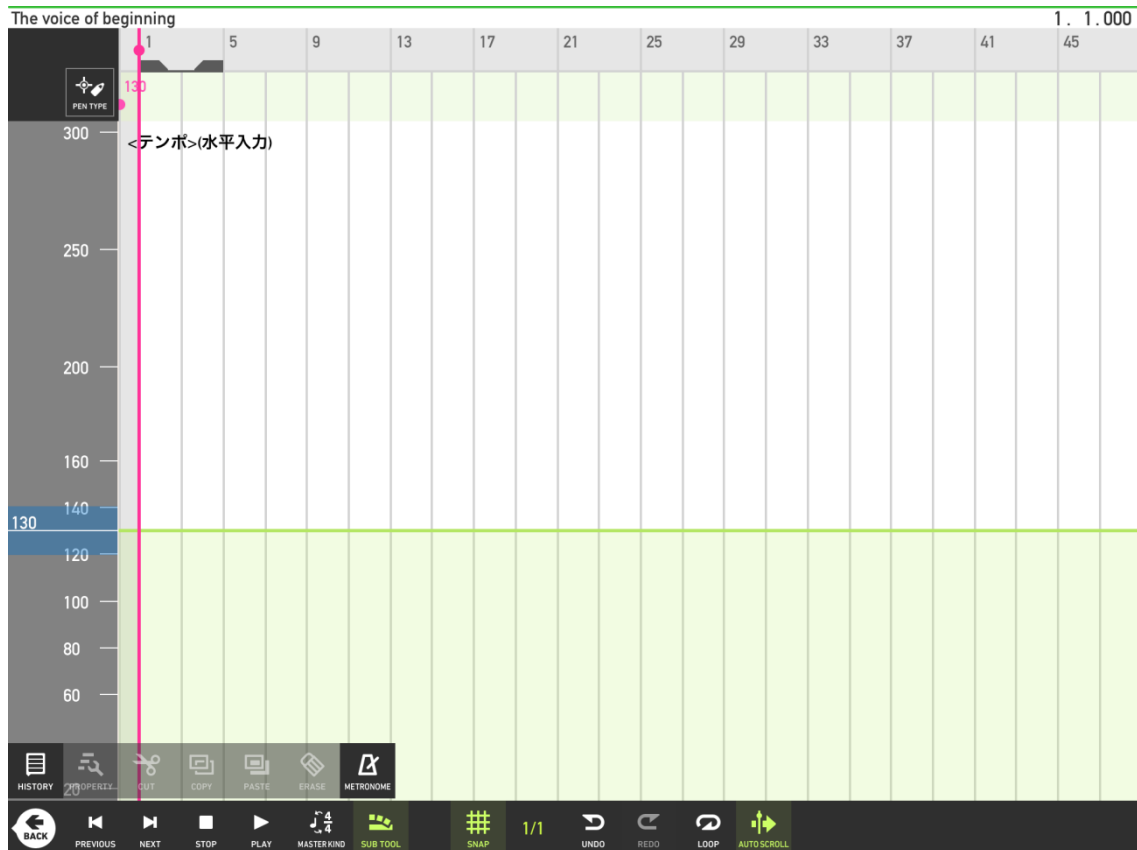 The voice of beginning
1. 1.000
1 5 9 13 17 21 25 29 33 37 41 45
130
PEN TYPE
300
<テンポ>(水平入力)
250
200
160
140
130
120
100
80
60
20
HISTORY PROPERTY... CUT COPY PASTE ERASE METRONOME
BACK PREVIOUS NEXT STOP PLAY 4/4 MASTER KIND SUB TOOL SNAP 1/1 UNDO REDO LOOP AUTO SCROLL